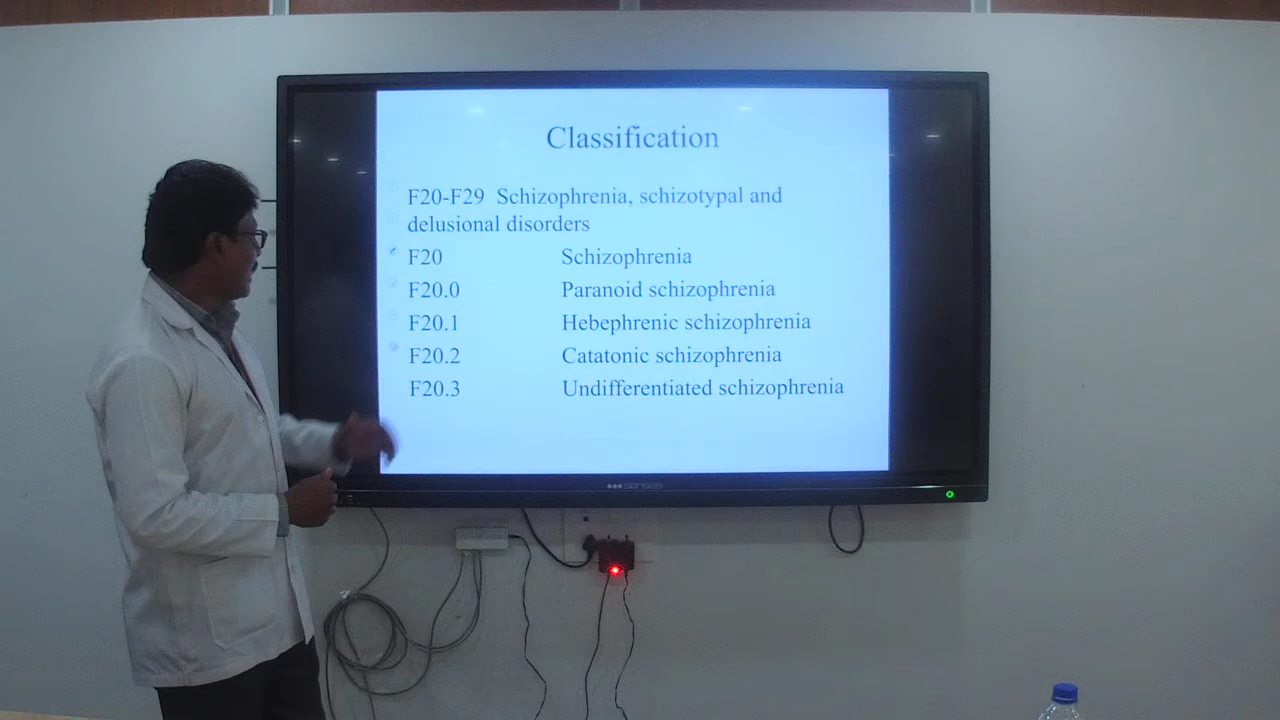 Classification
F20-F29 Schizophrenia, schizotypal and
delusional disorders
F20 Schizophrenia
F20.0 Paranoid schizophrenia
F20.1 Hebephrenic schizophrenia
F20.2 Catatonic schizophrenia
F20.3 Undifferentiated schizophrenia
senses